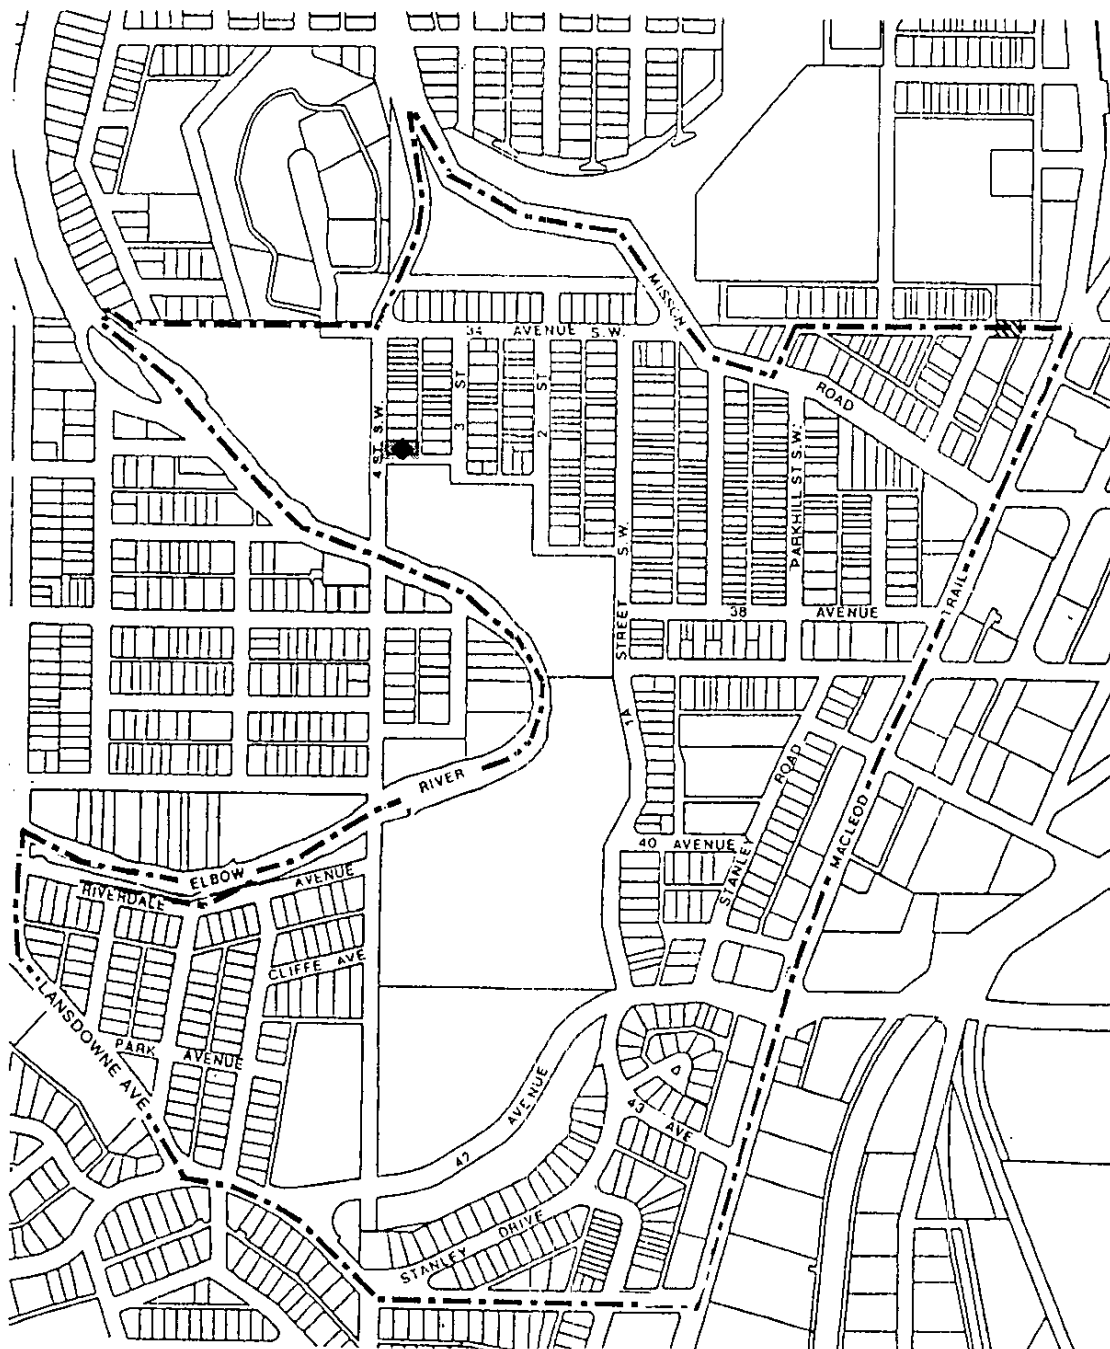 MISSION
34 AVENUE S.W.
ROAD
4 ST. S.W.
3 ST
2 ST
PARKHILL ST S.W.
STREET S.W.
1A
38 AVENUE
TRAIL
MACLEOD
RIVER
ELBOW
ROAD
STANLEY
40 AVENUE
RIVERDALE AVENUE
CLIFFE AVE
LANSDOWNE AVE
PARK AVENUE
42 AVENUE
43 AVE
STANLEY DRIVE